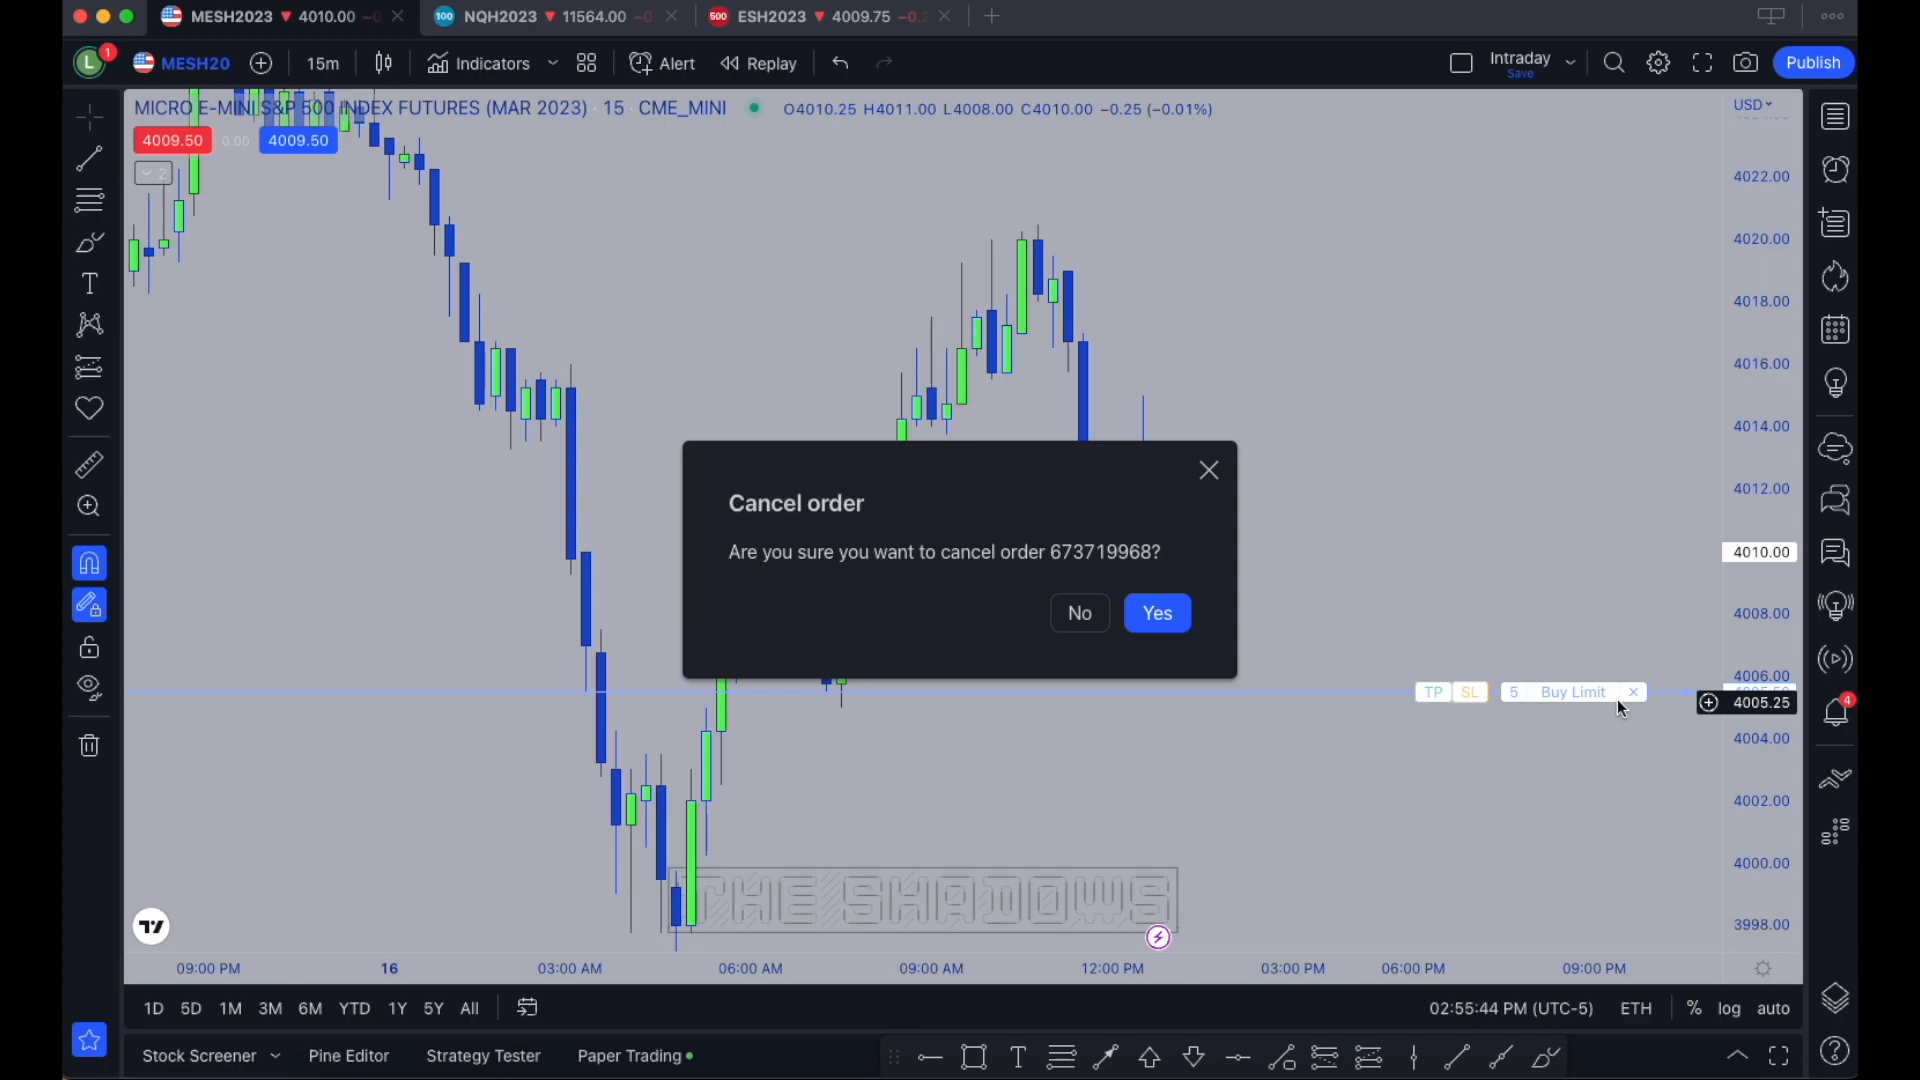 MESH2023 4010.00 -0
NQH2023 11564.00 -0
ESH2023 4009.75 -0.2
L 1 MESH20 15m Indicators Alert Replay Intraday Publish
Save
MICRO E-MINI S&P 500 INDEX FUTURES (MAR 2023) · 15 · CME_MINI O4010.25 H4011.00 L4008.00 C4010.00 −0.25 (−0.01%)
USD
4009.50 0.00 4009.50
2
4022.00
4020.00
4018.00
4016.00
4014.00
4012.00
4010.00
4008.00
4006.00
4005.25
4004.00
4002.00
4000.00
3998.00
Cancel order
Are you sure you want to cancel order 673719968?
No Yes
TP SL 5 Buy Limit
4
THE SHADOWS
09:00 PM 16 03:00 AM 06:00 AM 09:00 AM 12:00 PM 03:00 PM 06:00 PM 09:00 PM
1D 5D 1M 3M 6M YTD 1Y 5Y All 02:55:44 PM (UTC-5) ETH % log auto
Stock Screener Pine Editor Strategy Tester Paper Trading